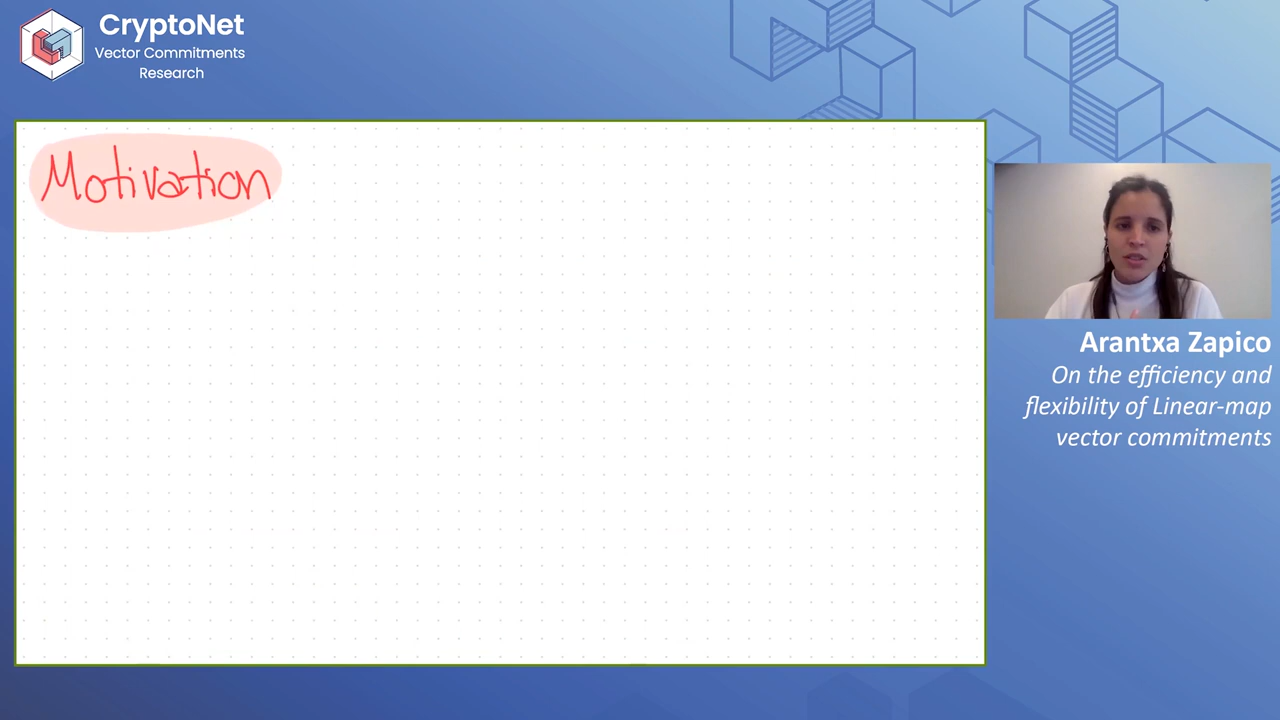 CryptoNet
Vector Commitments
Research
Motivation
Arantxa Zapico
On the efficiency and
flexibility of Linear-map
vector commitments